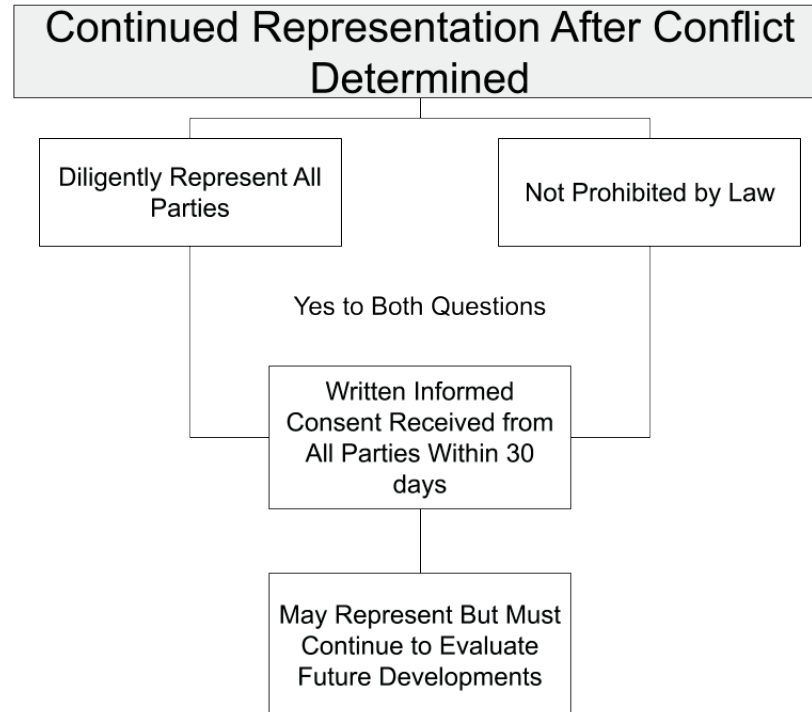 Continued Representation After Conflict
Determined
Diligently Represent All
Parties
Not Prohibited by Law
Yes to Both Questions
Written Informed
Consent Received from
All Parties Within 30
days
May Represent But Must
Continue to Evaluate
Future Developments